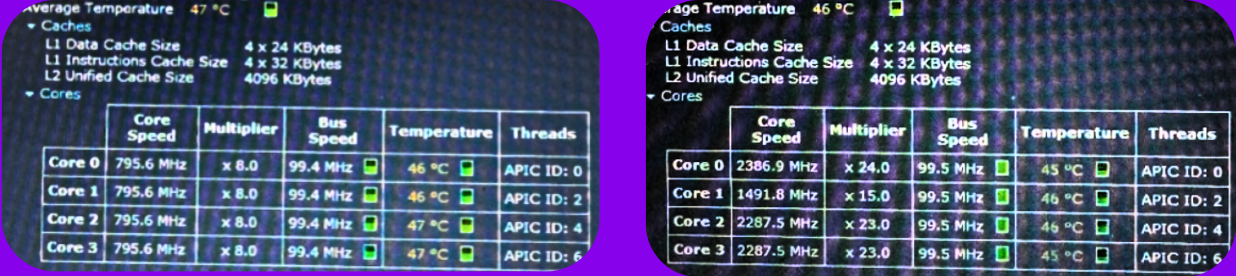 Average Temperature 47 °C
Caches
L1 Data Cache Size 4 x 24 KBytes
L1 Instructions Cache Size 4 x 32 KBytes
L2 Unified Cache Size 4096 KBytes
Cores
Core Speed Multiplier Bus Speed Temperature Threads
Core 0 795.6 MHz x 8.0 99.4 MHz 46 °C APIC ID: 0
Core 1 795.6 MHz x 8.0 99.4 MHz 46 °C APIC ID: 2
Core 2 795.6 MHz x 8.0 99.4 MHz 47 °C APIC ID: 4
Core 3 795.6 MHz x 8.0 99.4 MHz 47 °C APIC ID: 6
rage Temperature 46 °C
Caches
L1 Data Cache Size 4 x 24 KBytes
L1 Instructions Cache Size 4 x 32 KBytes
L2 Unified Cache Size 4096 KBytes
Cores
Core Speed Multiplier Bus Speed Temperature Threads
Core 0 2386.9 MHz x 24.0 99.5 MHz 45 °C APIC ID: 0
Core 1 1491.8 MHz x 15.0 99.5 MHz 46 °C APIC ID: 2
Core 2 2287.5 MHz x 23.0 99.5 MHz 46 °C APIC ID: 4
Core 3 2287.5 MHz x 23.0 99.5 MHz 45 °C APIC ID: 6